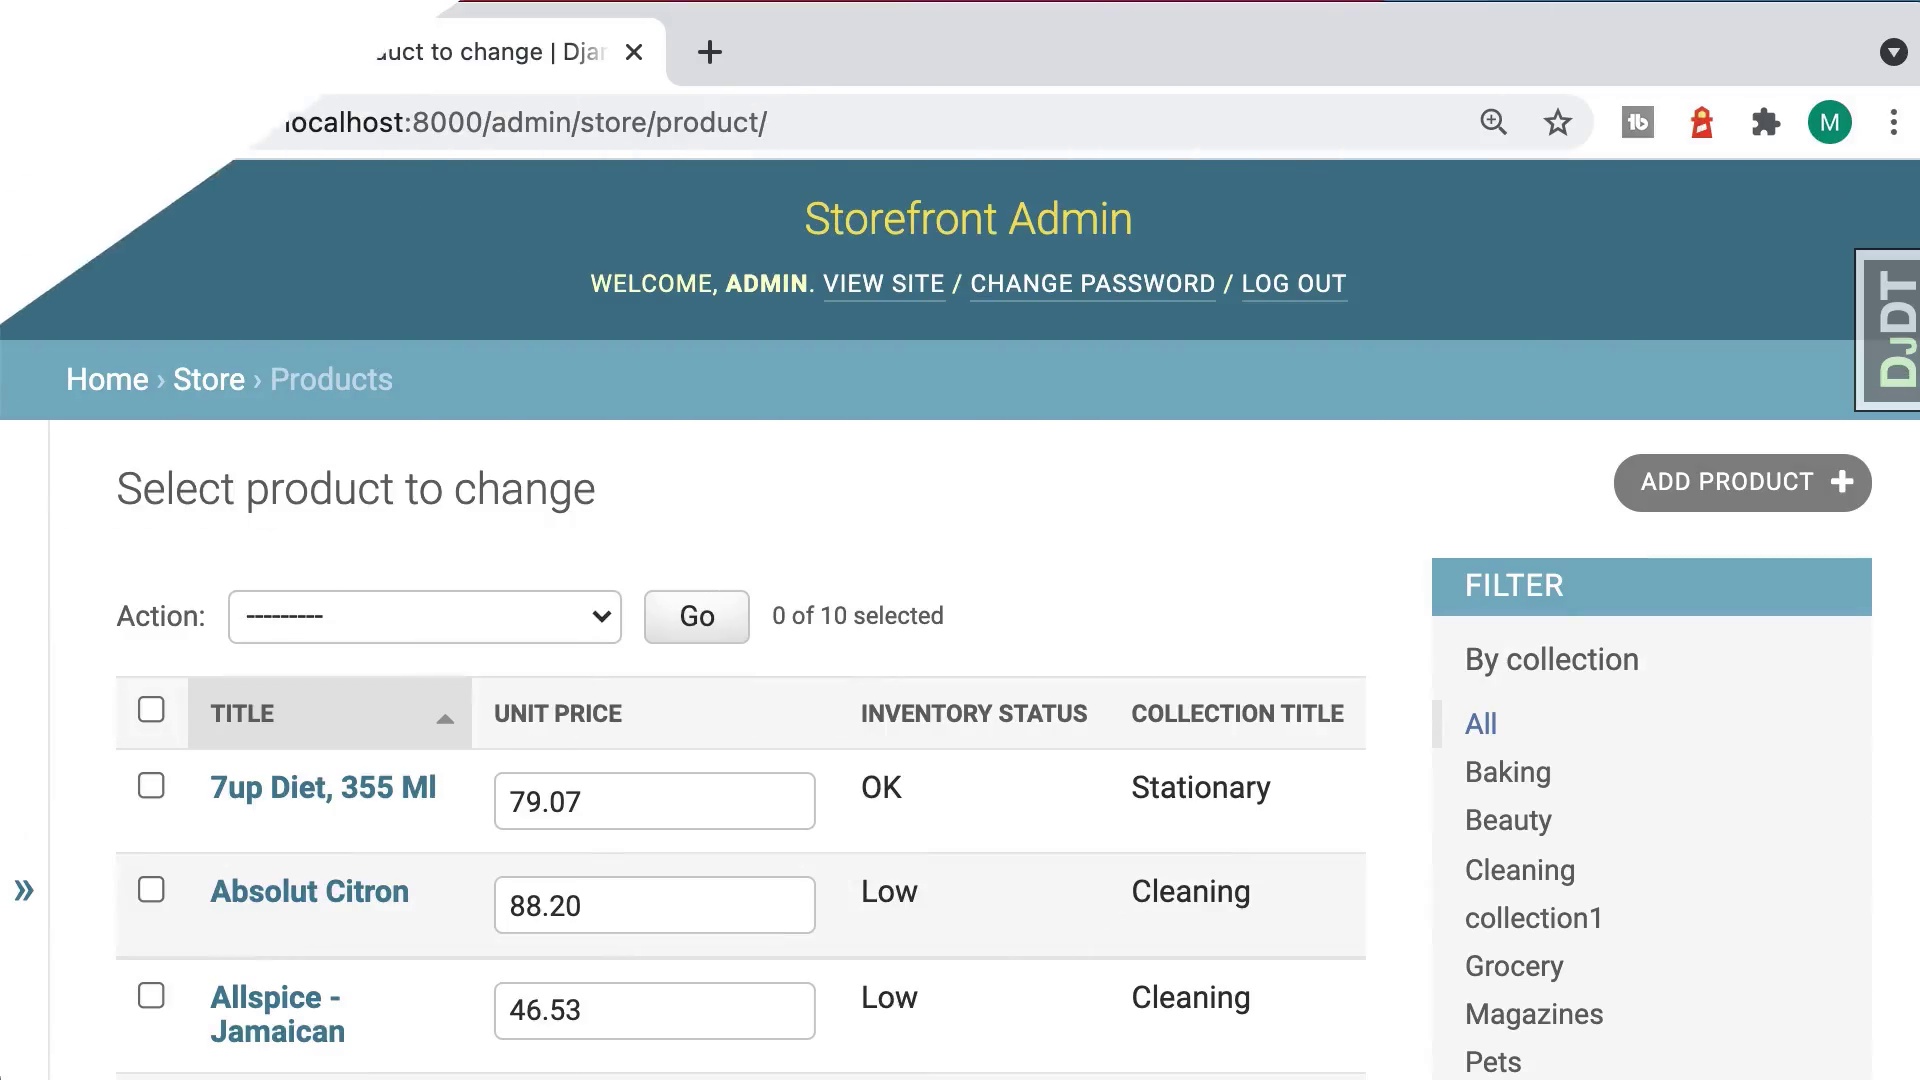 uct to change | Djan
localhost:8000/admin/store/product/
M
Storefront Admin
WELCOME, ADMIN. VIEW SITE / CHANGE PASSWORD / LOG OUT
DJDT
Home › Store › Products
Select product to change
ADD PRODUCT +
Action: --------- Go 0 of 10 selected
FILTER
By collection
All
Baking
Beauty
Cleaning
collection1
Grocery
Magazines
Pets
TITLE UNIT PRICE INVENTORY STATUS COLLECTION TITLE
7up Diet, 355 Ml 79.07 OK Stationary
Absolut Citron 88.20 Low Cleaning
Allspice - Jamaican 46.53 Low Cleaning